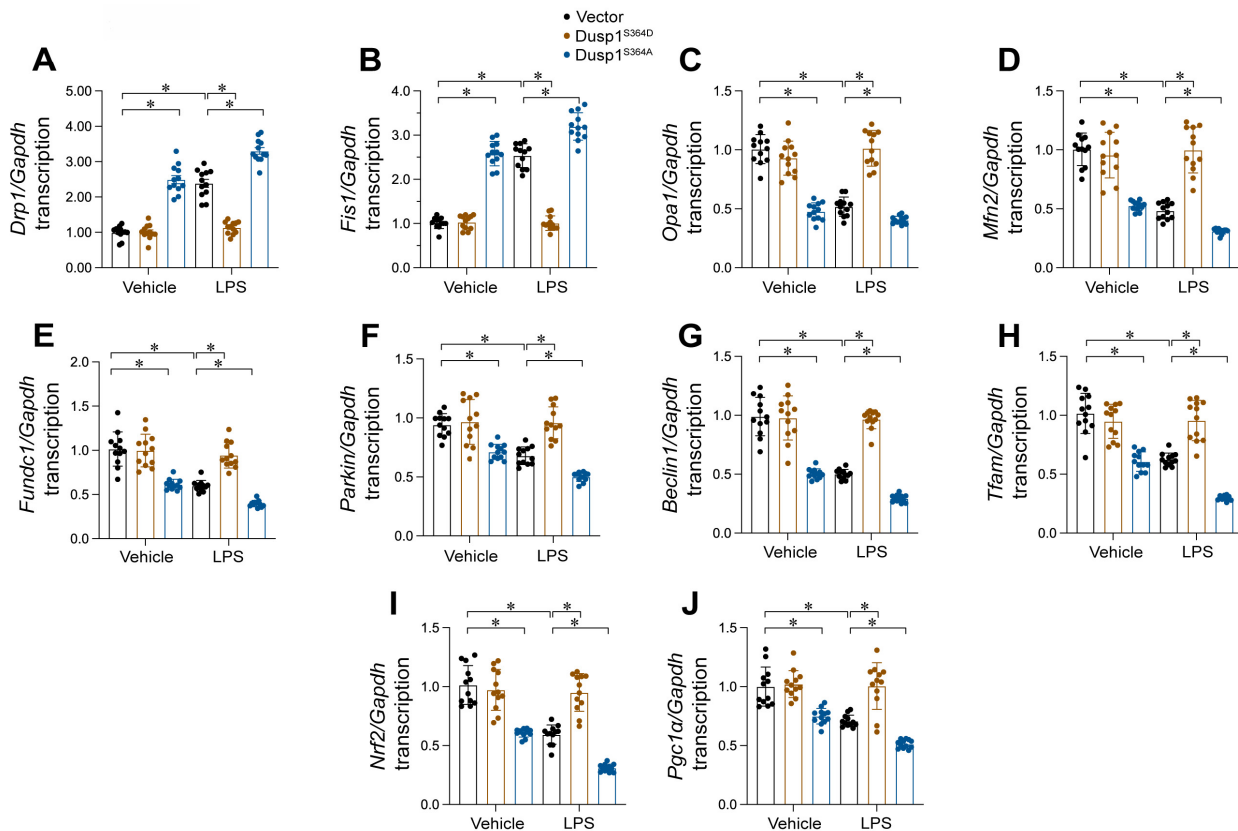 Vector
Dusp1S364D
Dusp1S364A
A
Drp1/Gapdh
transcription
5.00
4.00
3.00
2.00
1.00
0.00
* * * *
Vehicle LPS
B
Fis1/Gapdh
transcription
4.0
3.0
2.0
1.0
0.0
* * * *
Vehicle LPS
C
Opa1/Gapdh
transcription
1.5
1.0
0.5
0.0
* * * *
Vehicle LPS
D
Mfn2/Gapdh
transcription
1.5
1.0
0.5
0.0
* * * *
Vehicle LPS
E
Fundc1/Gapdh
transcription
2.0
1.5
1.0
0.5
0.0
* * * *
Vehicle LPS
F
Parkin/Gapdh
transcription
1.5
1.0
0.5
0.0
* * * *
Vehicle LPS
G
Beclin1/Gapdh
transcription
1.5
1.0
0.5
0.0
* * * *
Vehicle LPS
H
Tfam/Gapdh
transcription
1.5
1.0
0.5
0.0
* * * *
Vehicle LPS
I
Nrf2/Gapdh
transcription
1.5
1.0
0.5
0.0
* * * *
Vehicle LPS
J
Pgc1α/Gapdh
transcription
1.5
1.0
0.5
0.0
* * * *
Vehicle LPS